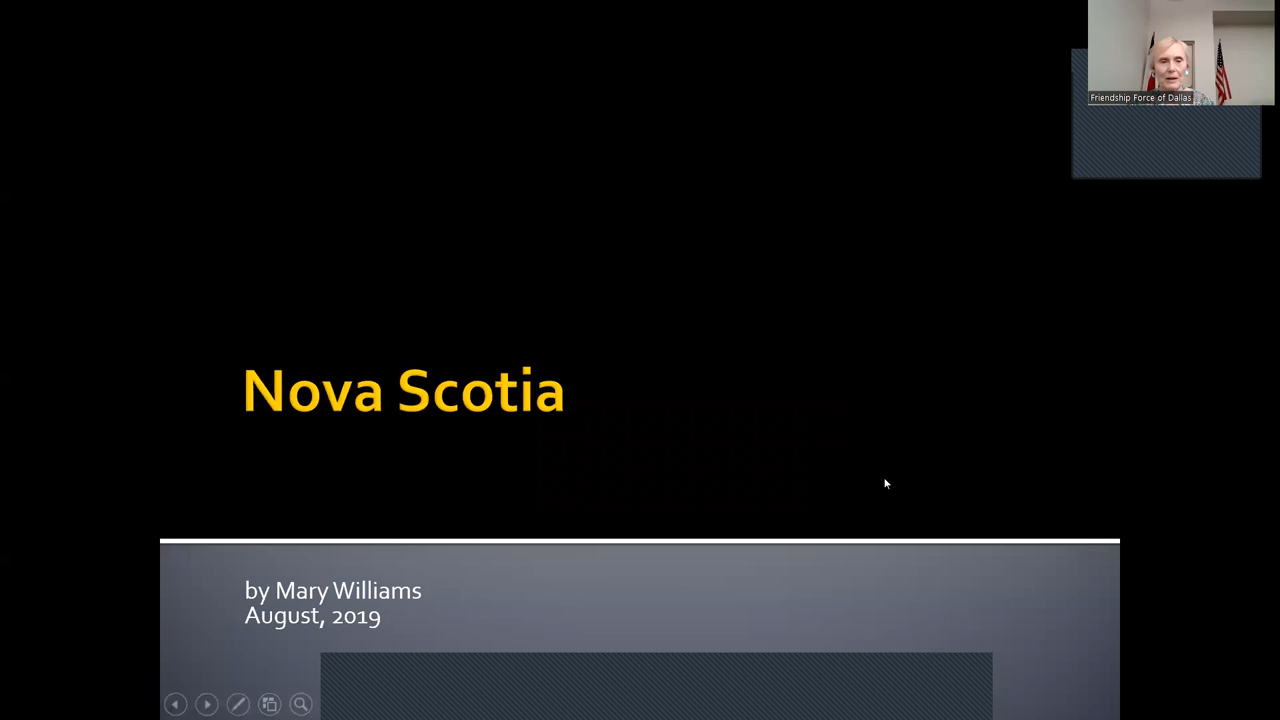 Friendship Force of Dallas
Nova Scotia
by Mary Williams
August, 2019